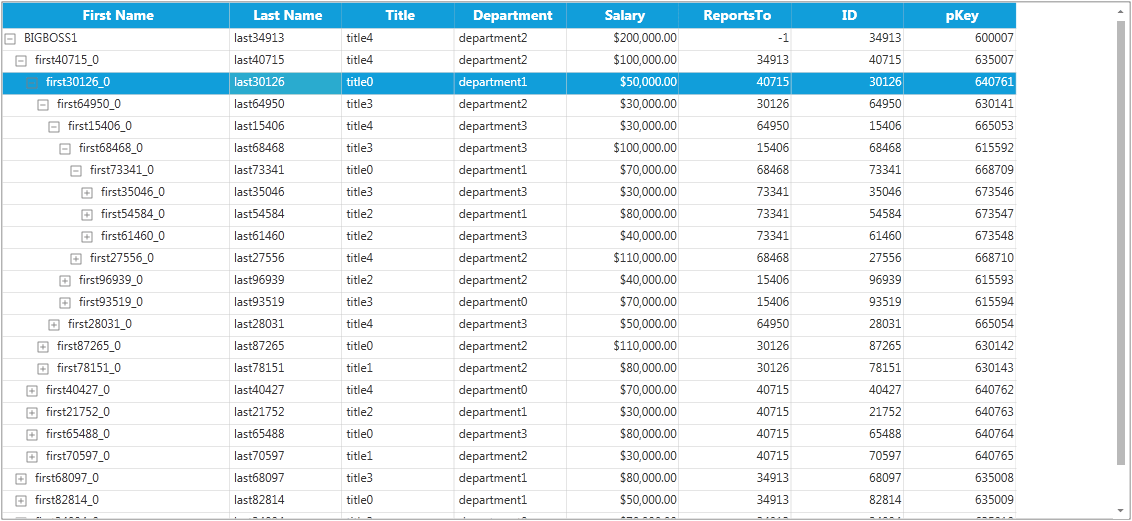 First Name Last Name Title Department Salary ReportsTo ID pKey
BIGBOSS1 last34913 title4 department2 $200,000.00 -1 34913 600007
first40715_0 last40715 title4 department2 $100,000.00 34913 40715 635007
first30126_0 last30126 title0 department1 $50,000.00 40715 30126 640761
first64950_0 last64950 title3 department2 $30,000.00 30126 64950 630141
first15406_0 last15406 title4 department3 $30,000.00 64950 15406 665053
first68468_0 last68468 title3 department3 $100,000.00 15406 68468 615592
first73341_0 last73341 title0 department1 $70,000.00 68468 73341 668709
first35046_0 last35046 title3 department3 $30,000.00 73341 35046 673546
first54584_0 last54584 title2 department1 $80,000.00 73341 54584 673547
first61460_0 last61460 title2 department3 $40,000.00 73341 61460 673548
first27556_0 last27556 title4 department2 $110,000.00 68468 27556 668710
first96939_0 last96939 title2 department2 $40,000.00 15406 96939 615593
first93519_0 last93519 title3 department0 $70,000.00 15406 93519 615594
first28031_0 last28031 title4 department3 $50,000.00 64950 28031 665054
first87265_0 last87265 title0 department2 $110,000.00 30126 87265 630142
first78151_0 last78151 title1 department2 $80,000.00 30126 78151 630143
first40427_0 last40427 title4 department0 $70,000.00 40715 40427 640762
first21752_0 last21752 title2 department1 $30,000.00 40715 21752 640763
first65488_0 last65488 title0 department3 $80,000.00 40715 65488 640764
first70597_0 last70597 title1 department2 $30,000.00 40715 70597 640765
first68097_0 last68097 title3 department1 $80,000.00 34913 68097 635008
first82814_0 last82814 title0 department1 $50,000.00 34913 82814 635009